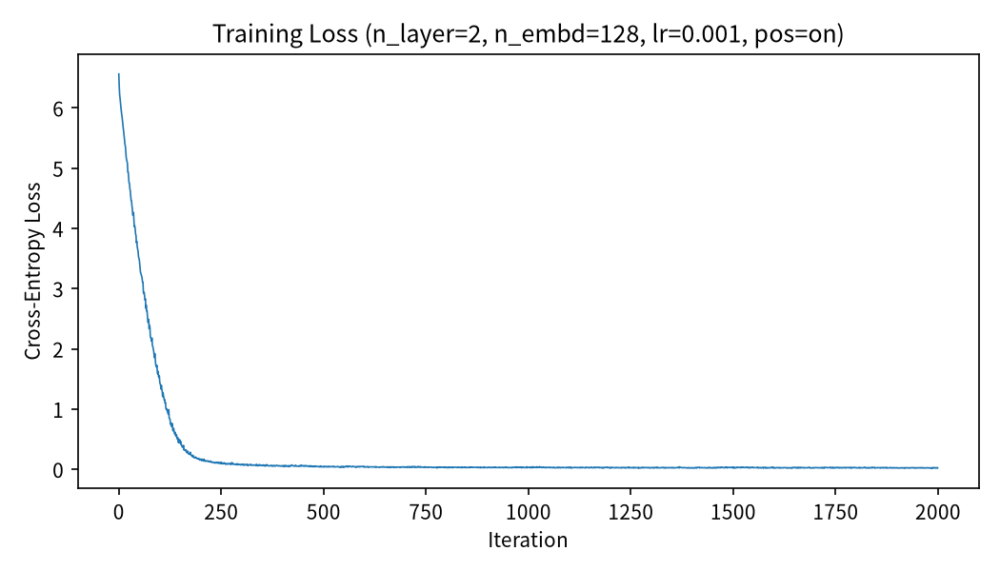 Training Loss (n_layer=2, n_embd=128, lr=0.001, pos=on)
Cross-Entropy Loss
6
5
4
3
2
1
0
0 250 500 750 1000 1250 1500 1750 2000
Iteration